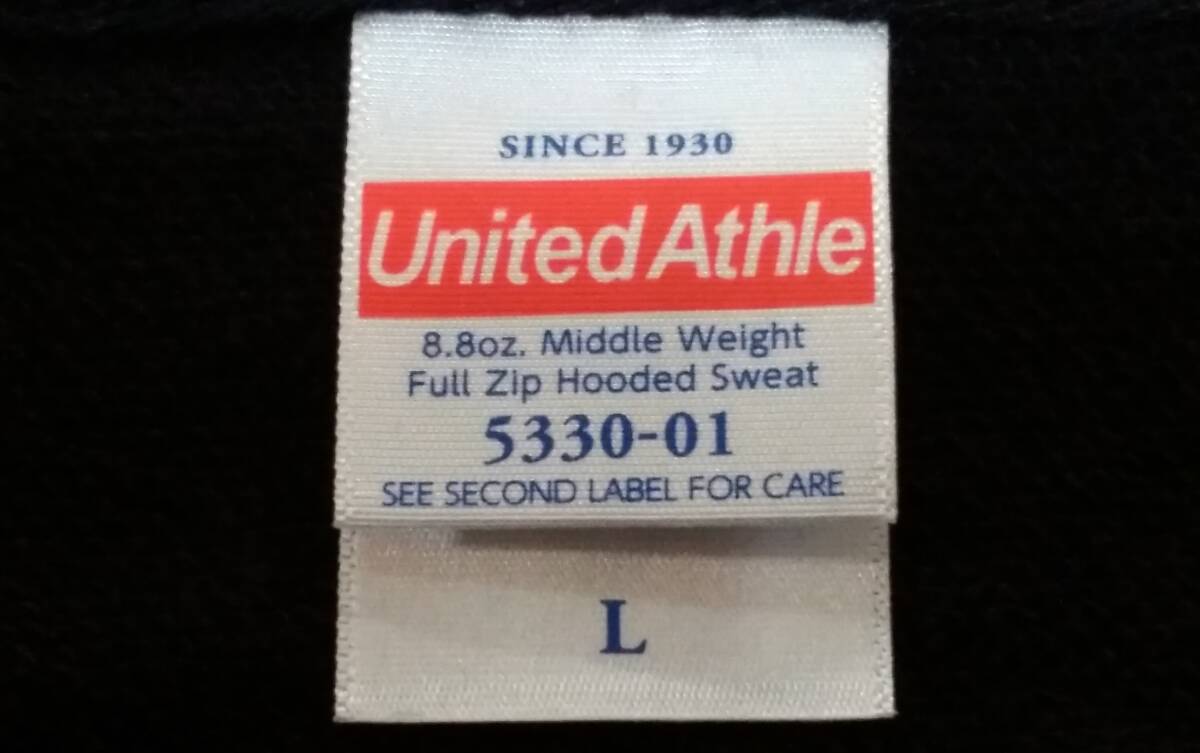 SINCE 1930
United Athle
8.8oz. Middle Weight
Full Zip Hooded Sweat
5330-01
SEE SECOND LABEL FOR CARE
L